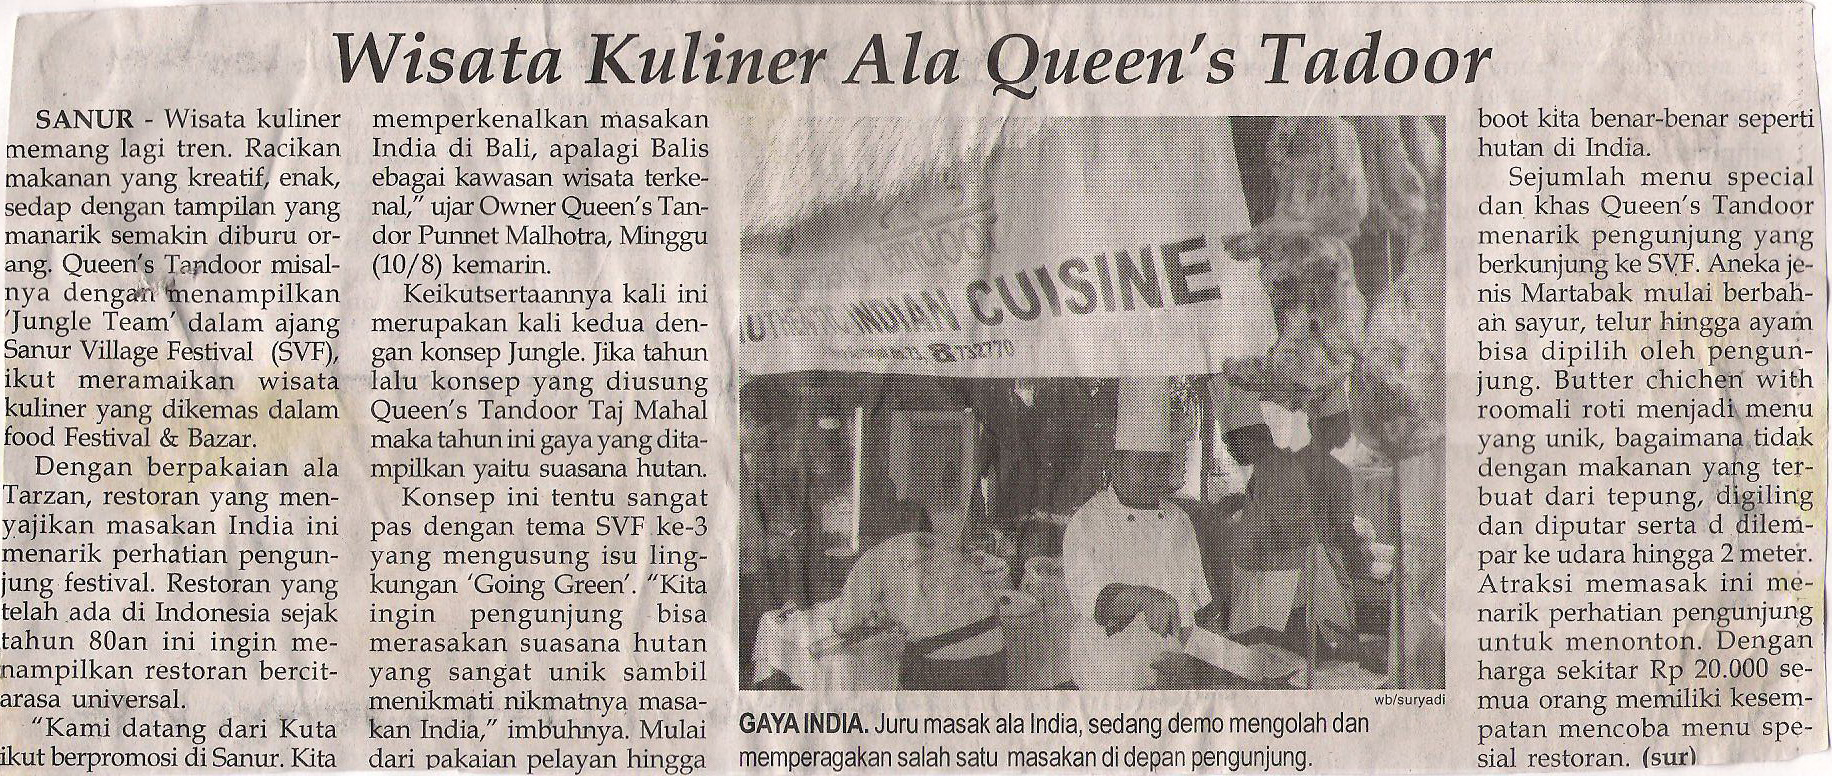 Wisata Kuliner Ala Queen's Tadoor
SANUR - Wisata kuliner
memang lagi tren. Racikan
makanan yang kreatif, enak,
sedap dengan tampilan yang
manarik semakin diburu or-
ang. Queen's Tandoor misal-
nya dengan menampilkan
'Jungle Team' dalam ajang
Sanur Village Festival (SVF),
ikut meramaikan wisata
kuliner yang dikemas dalam
food Festival & Bazar.
Dengan berpakaian ala
Tarzan, restoran yang men-
yajikan masakan India ini
menarik perhatian pengun-
jung festival. Restoran yang
telah ada di Indonesia sejak
tahun 80an ini ingin me-
nampilkan restoran bercit-
arasa universal.
"Kami datang dari Kuta
ikut berpromosi di Sanur. Kita
memperkenalkan masakan
India di Bali, apalagi Balis
ebagai kawasan wisata terke-
nal," ujar Owner Queen's Tan-
dor Punnet Malhotra, Minggu
(10/8) kemarin.
Keikutsertaannya kali ini
merupakan kali kedua den-
gan konsep Jungle. Jika tahun
lalu konsep yang diusung
Queen's Tandoor Taj Mahal
maka tahun ini gaya yang dita-
mpilkan yaitu suasana hutan.
Konsep ini tentu sangat
pas dengan tema SVF ke-3
yang mengusung isu ling-
kungan 'Going Green'. "Kita
ingin pengunjung bisa
merasakan suasana hutan
yang sangat unik sambil
menikmati nikmatnya masa-
kan India," imbuhnya. Mulai
dari pakaian pelayan hingga
INDIAN CUISINE
732770
wb/suryadi
GAYA INDIA. Juru masak ala India, sedang demo mengolah dan
memperagakan salah satu masakan di depan pengunjung.
boot kita benar-benar seperti
hutan di India.
Sejumlah menu special
dan khas Queen's Tandoor
menarik pengunjung yang
berkunjung ke SVF. Aneka je-
nis Martabak mulai berbah-
an sayur, telur hingga ayam
bisa dipilih oleh pengun-
jung. Butter chichen with
roomali roti menjadi menu
yang unik, bagaimana tidak
dengan makanan yang ter-
buat dari tepung, digiling
dan diputar serta d dilem-
par ke udara hingga 2 meter.
Atraksi memasak ini me-
narik perhatian pengunjung
untuk menonton. Dengan
harga sekitar Rp 20.000 se-
mua orang memiliki kesem-
patan mencoba menu spe-
sial restoran. (sur)